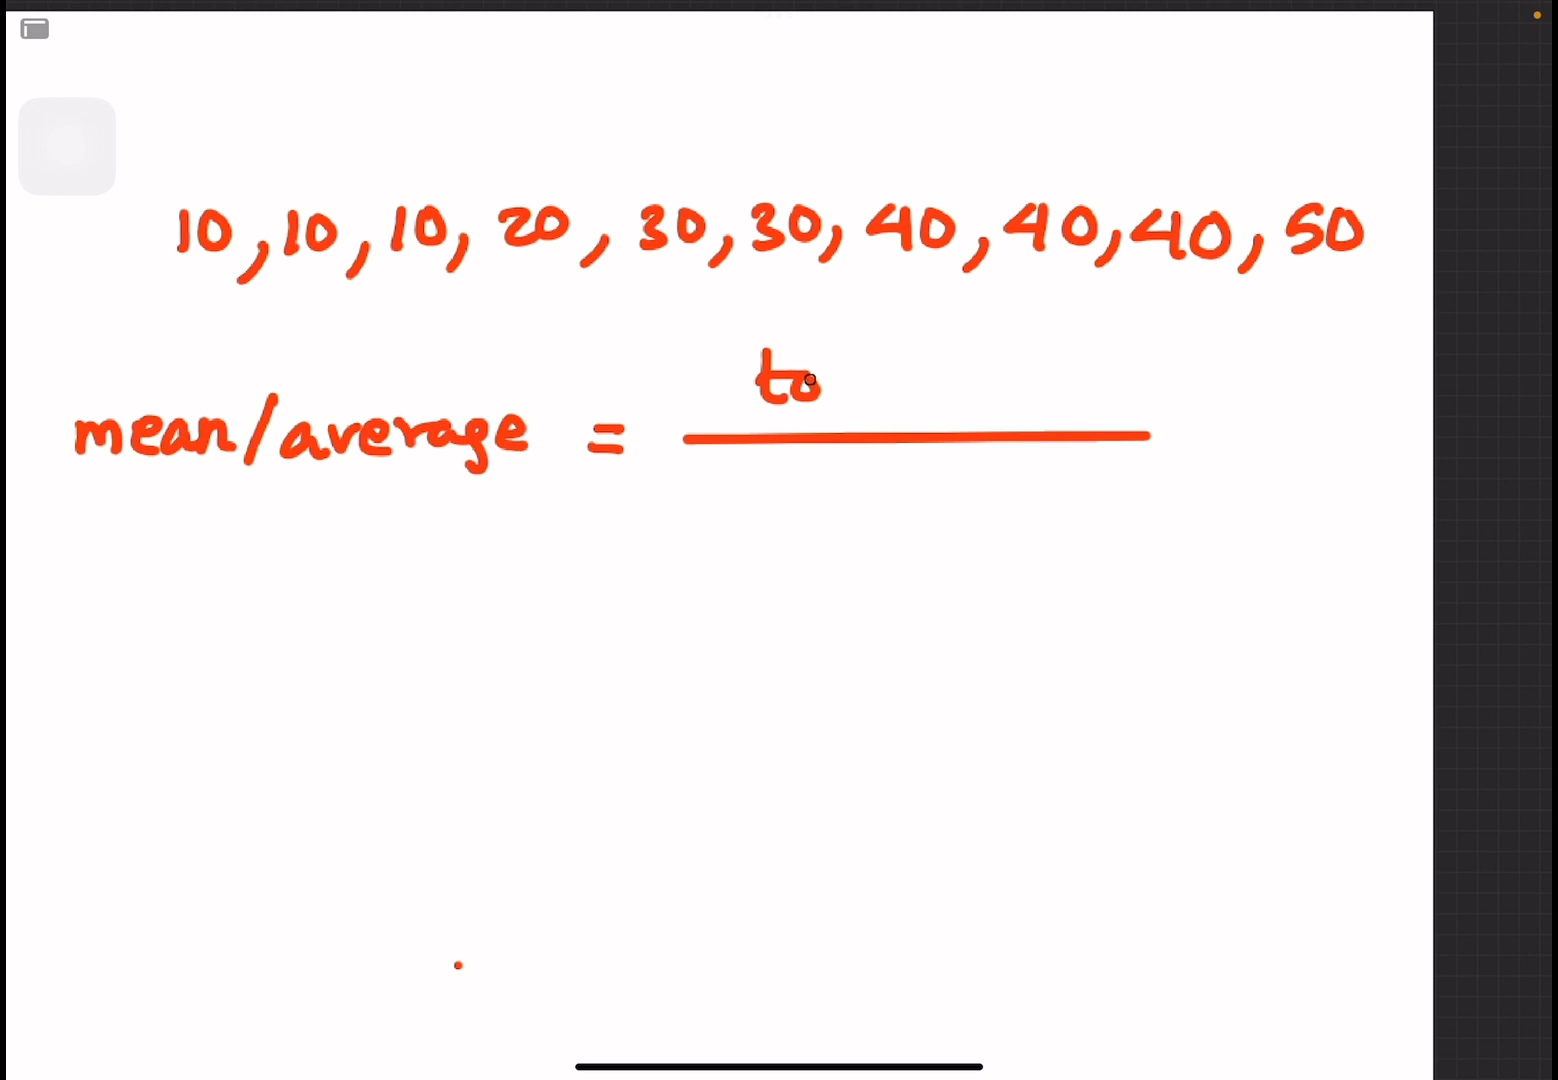 10, 10, 10, 20, 30, 30, 40, 40, 40, 50
to
mean/average =